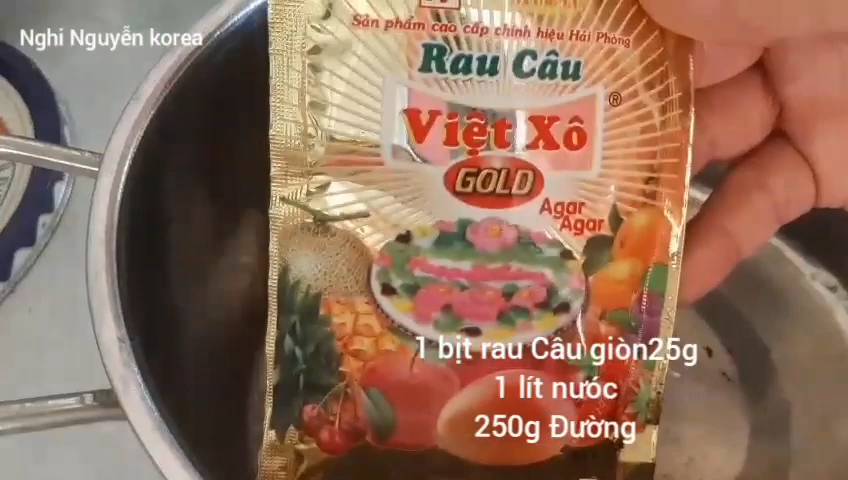 Nghi Nguyễn korea
Sản phẩm cao cấp chính hiệu Hải Phòng
Rau Câu
Việt Xô ®
GOLD
Agar
Agar
1 bịt rau Câu giòn25g
1 lít nước
250g Đường